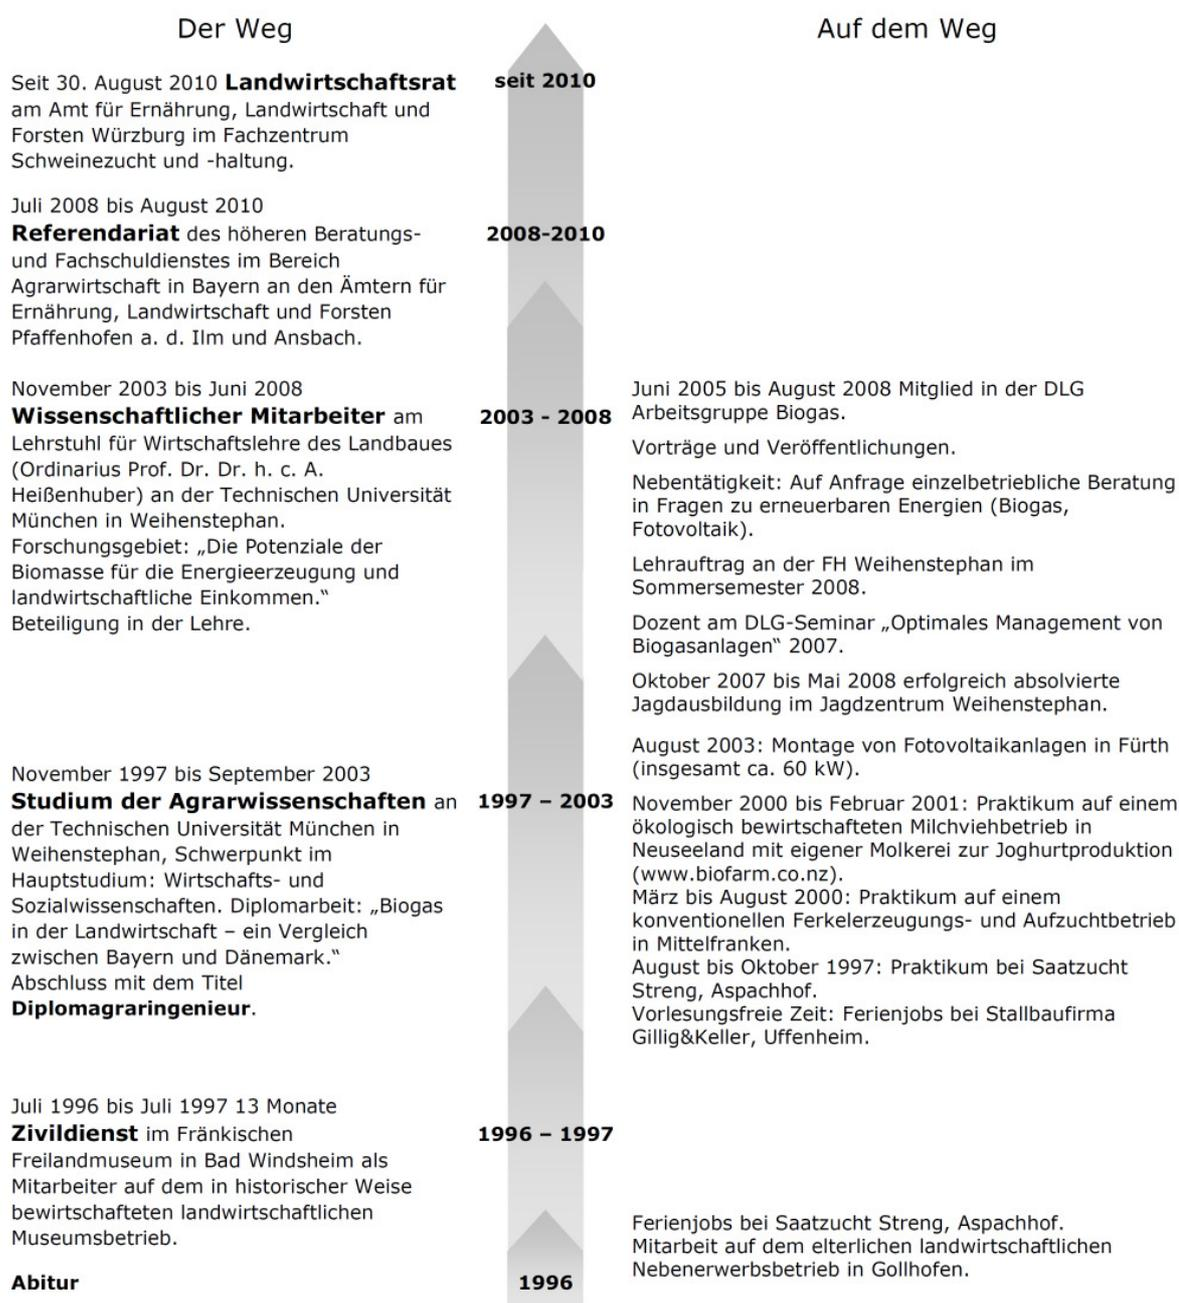 Der Weg
Auf dem Weg
Seit 30. August 2010 Landwirtschaftsrat
am Amt für Ernährung, Landwirtschaft und
Forsten Würzburg im Fachzentrum
Schweinezucht und -haltung.
seit 2010
Juli 2008 bis August 2010
Referendariat des höheren Beratungs-
und Fachschuldienstes im Bereich
Agrarwirtschaft in Bayern an den Ämtern für
Ernährung, Landwirtschaft und Forsten
Pfaffenhofen a. d. Ilm und Ansbach.
2008-2010
November 2003 bis Juni 2008
Wissenschaftlicher Mitarbeiter am
Lehrstuhl für Wirtschaftslehre des Landbaues
(Ordinarius Prof. Dr. Dr. h. c. A.
Heißenhuber) an der Technischen Universität
München in Weihenstephan.
Forschungsgebiet: „Die Potenziale der
Biomasse für die Energieerzeugung und
landwirtschaftliche Einkommen.“
Beteiligung in der Lehre.
2003 - 2008
Juni 2005 bis August 2008 Mitglied in der DLG
Arbeitsgruppe Biogas.
Vorträge und Veröffentlichungen.
Nebentätigkeit: Auf Anfrage einzelbetriebliche Beratung
in Fragen zu erneuerbaren Energien (Biogas,
Fotovoltaik).
Lehrauftrag an der FH Weihenstephan im
Sommersemester 2008.
Dozent am DLG-Seminar „Optimales Management von
Biogasanlagen“ 2007.
Oktober 2007 bis Mai 2008 erfolgreich absolvierte
Jagdausbildung im Jagdzentrum Weihenstephan.
November 1997 bis September 2003
Studium der Agrarwissenschaften an
der Technischen Universität München in
Weihenstephan, Schwerpunkt im
Hauptstudium: Wirtschafts- und
Sozialwissenschaften. Diplomarbeit: „Biogas
in der Landwirtschaft – ein Vergleich
zwischen Bayern und Dänemark.“
Abschluss mit dem Titel
Diplomagraringenieur.
1997 – 2003
August 2003: Montage von Fotovoltaikanlagen in Fürth
(insgesamt ca. 60 kW).
November 2000 bis Februar 2001: Praktikum auf einem
ökologisch bewirtschafteten Milchviehbetrieb in
Neuseeland mit eigener Molkerei zur Joghurtproduktion
(www.biofarm.co.nz).
März bis August 2000: Praktikum auf einem
konventionellen Ferkelerzeugungs- und Aufzuchtbetrieb
in Mittelfranken.
August bis Oktober 1997: Praktikum bei Saatzucht
Streng, Aspachhof.
Vorlesungsfreie Zeit: Ferienjobs bei Stallbaufirma
Gillig&Keller, Uffenheim.
Juli 1996 bis Juli 1997 13 Monate
Zivildienst im Fränkischen
Freilandmuseum in Bad Windsheim als
Mitarbeiter auf dem in historischer Weise
bewirtschafteten landwirtschaftlichen
Museumsbetrieb.
1996 – 1997
Abitur
1996
Ferienjobs bei Saatzucht Streng, Aspachhof.
Mitarbeit auf dem elterlichen landwirtschaftlichen
Nebenerwerbsbetrieb in Gollhofen.